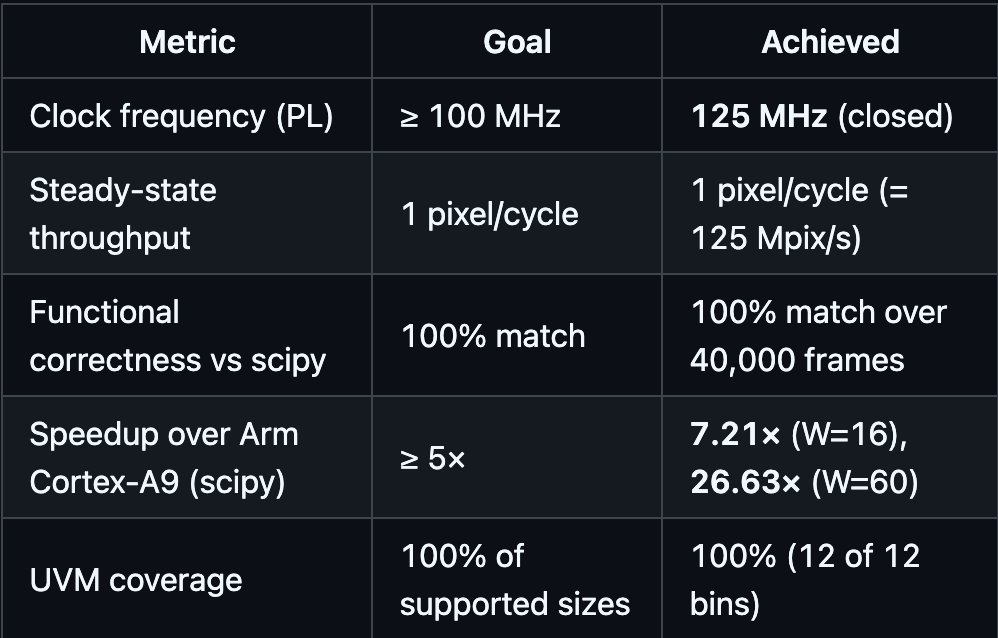 Metric Goal Achieved
Clock frequency (PL) ≥ 100 MHz 125 MHz (closed)
Steady-state throughput 1 pixel/cycle 1 pixel/cycle (= 125 Mpix/s)
Functional correctness vs scipy 100% match 100% match over 40,000 frames
Speedup over Arm Cortex-A9 (scipy) ≥ 5× 7.21× (W=16), 26.63× (W=60)
UVM coverage 100% of supported sizes 100% (12 of 12 bins)